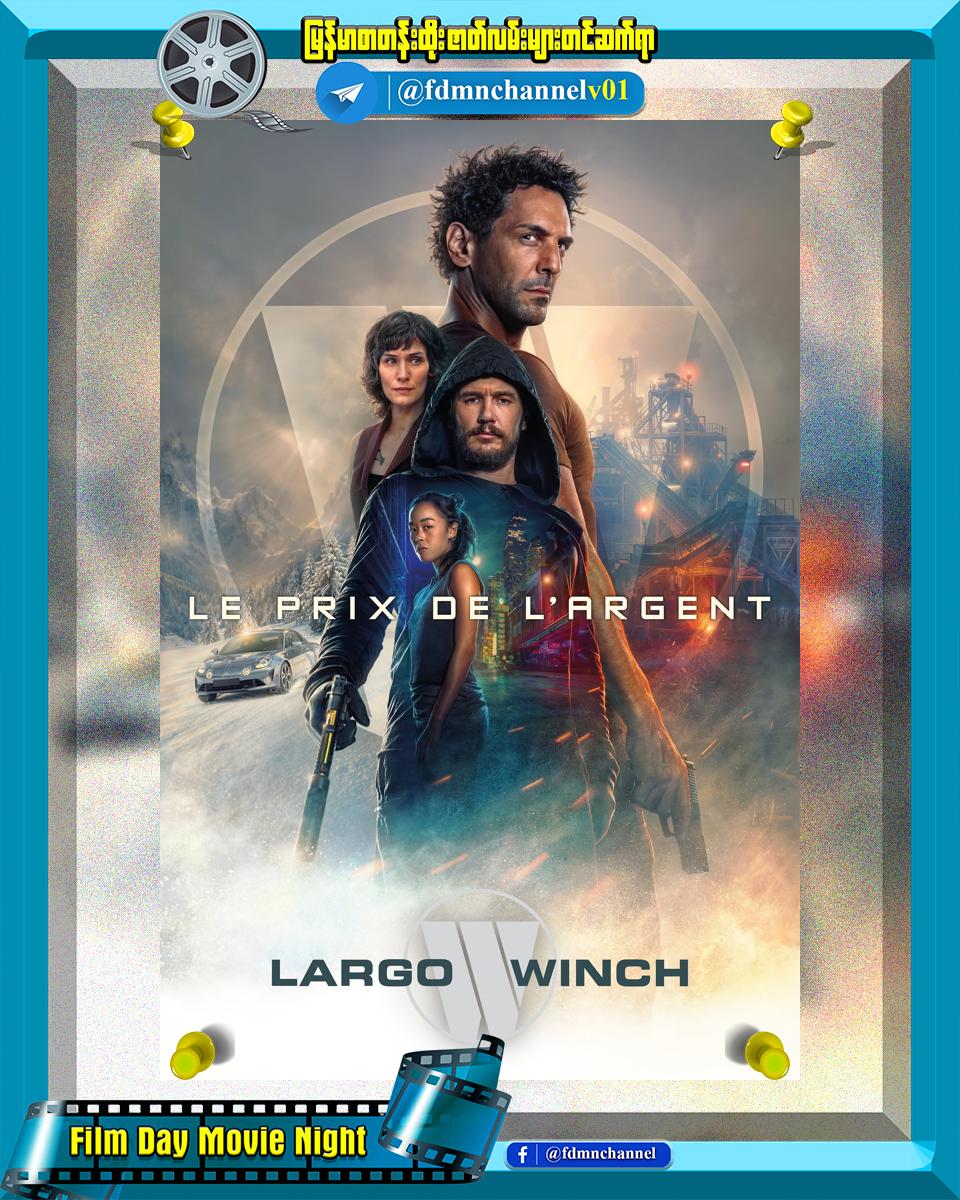 မြန်မာစာတန်းထိုးဇာတ်လမ်းများတင်ဆက်ရာ
@fdmnchannelv01
LE PRIX DE L'ARGENT
LARGO WINCH
Film Day Movie Night
@fdmnchannel